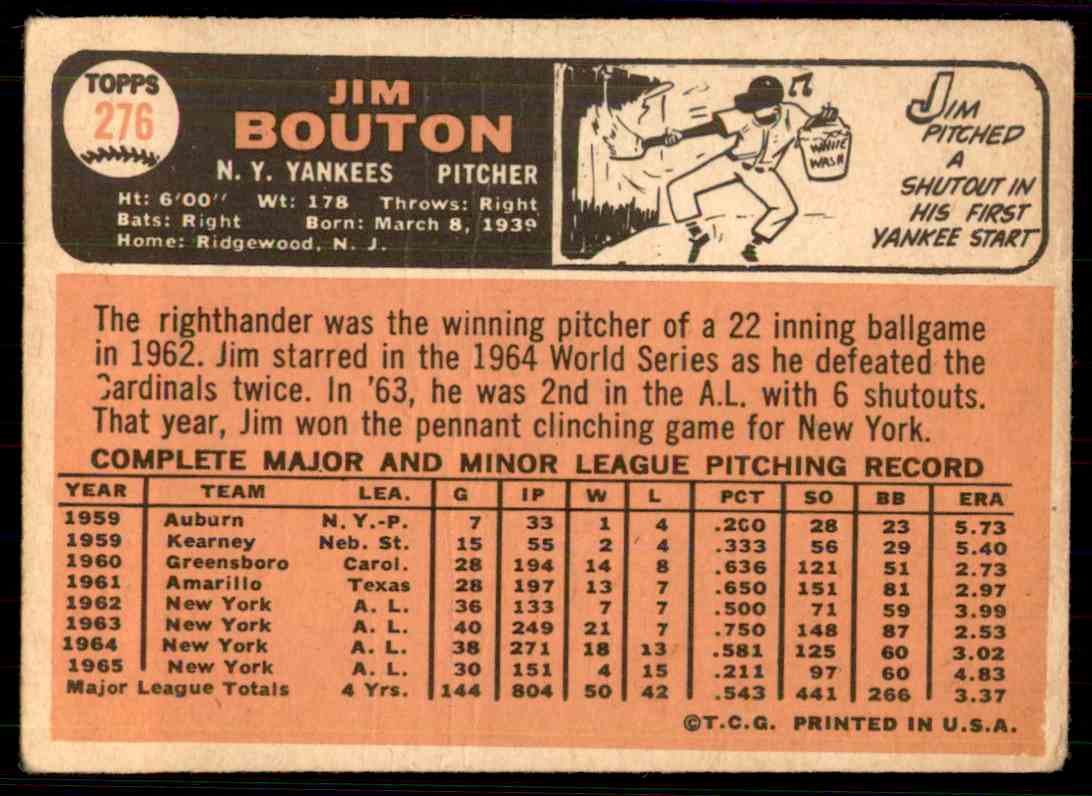 TOPPS
276
JIM
BOUTON
N. Y. YANKEES PITCHER
Ht: 6'00" Wt: 178 Throws: Right
Bats: Right Born: March 8, 1939
Home: Ridgewood, N. J.
WHITE
WASH
JIM
PITCHED
A
SHUTOUT IN
HIS FIRST
YANKEE START
The righthander was the winning pitcher of a 22 inning ballgame
in 1962. Jim starred in the 1964 World Series as he defeated the
Cardinals twice. In '63, he was 2nd in the A.L. with 6 shutouts.
That year, Jim won the pennant clinching game for New York.
COMPLETE MAJOR AND MINOR LEAGUE PITCHING RECORD
YEAR TEAM LEA. G IP W L PCT SO BB ERA
1959 Auburn N. Y.-P. 7 33 1 4 .200 28 23 5.73
1959 Kearney Neb. St. 15 55 2 4 .333 56 29 5.40
1960 Greensboro Carol. 28 194 14 8 .636 121 51 2.73
1961 Amarillo Texas 28 197 13 7 .650 151 81 2.97
1962 New York A. L. 36 133 7 7 .500 71 59 3.99
1963 New York A. L. 40 249 21 7 .750 148 87 2.53
1964 New York A. L. 38 271 18 13 .581 125 60 3.02
1965 New York A. L. 30 151 4 15 .211 97 60 4.83
Major League Totals 4 Yrs. 144 804 50 42 .543 441 266 3.37
©T.C.G. PRINTED IN U.S.A.